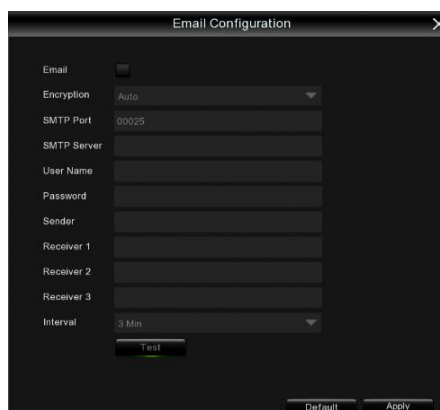 Email Configuration
Email
Encryption Auto
SMTP Port 00025
SMTP Server
User Name
Password
Sender
Receiver 1
Receiver 2
Receiver 3
Interval 3 Min
Test
Default Apply